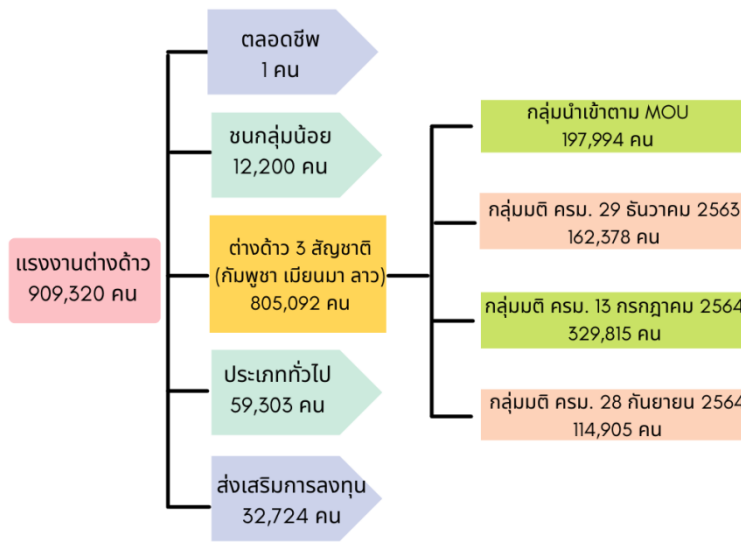 แรงงานต่างด้าว
909,320 คน
ตลอดชีพ
1 คน
ชนกลุ่มน้อย
12,200 คน
ต่างด้าว 3 สัญชาติ
(กัมพูชา เมียนมา ลาว)
805,092 คน
ประเภททั่วไป
59,303 คน
ส่งเสริมการลงทุน
32,724 คน
กลุ่มนำเข้าตาม MOU
197,994 คน
กลุ่มมติ ครม. 29 ธันวาคม 2563
162,378 คน
กลุ่มมติ ครม. 13 กรกฎาคม 2564
329,815 คน
กลุ่มมติ ครม. 28 กันยายน 2564
114,905 คน